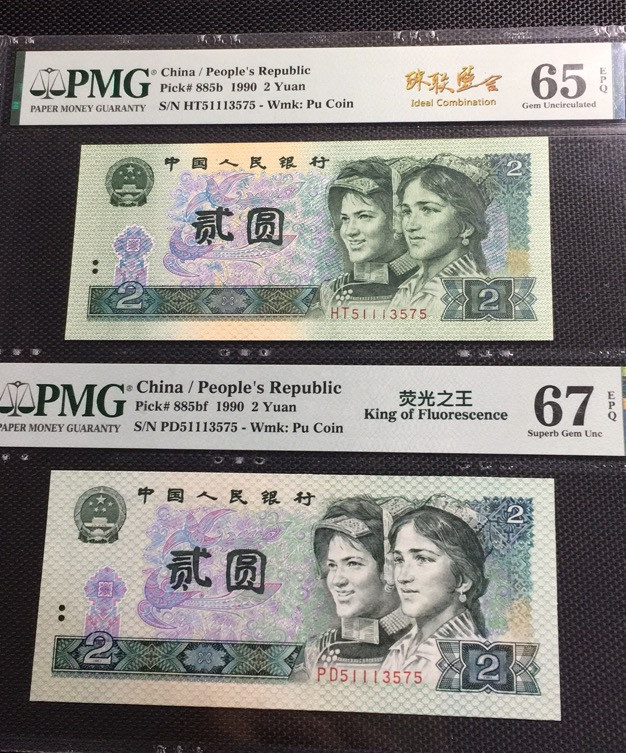 PMG®
PAPER MONEY GUARANTY
China / People's Republic
Pick# 885b 1990 2 Yuan
S/N HT51113575 - Wmk: Pu Coin
珠联璧合
Ideal Combination
65
EPQ
Gem Uncirculated
中国人民银行
2
贰圆
2
2
HT51113575
PMG®
PAPER MONEY GUARANTY
China / People's Republic
Pick# 885bf 1990 2 Yuan
S/N PD51113575 - Wmk: Pu Coin
荧光之王
King of Fluorescence
67
EPQ
Superb Gem Unc
中国人民银行
2
贰圆
2
2
PD51113575